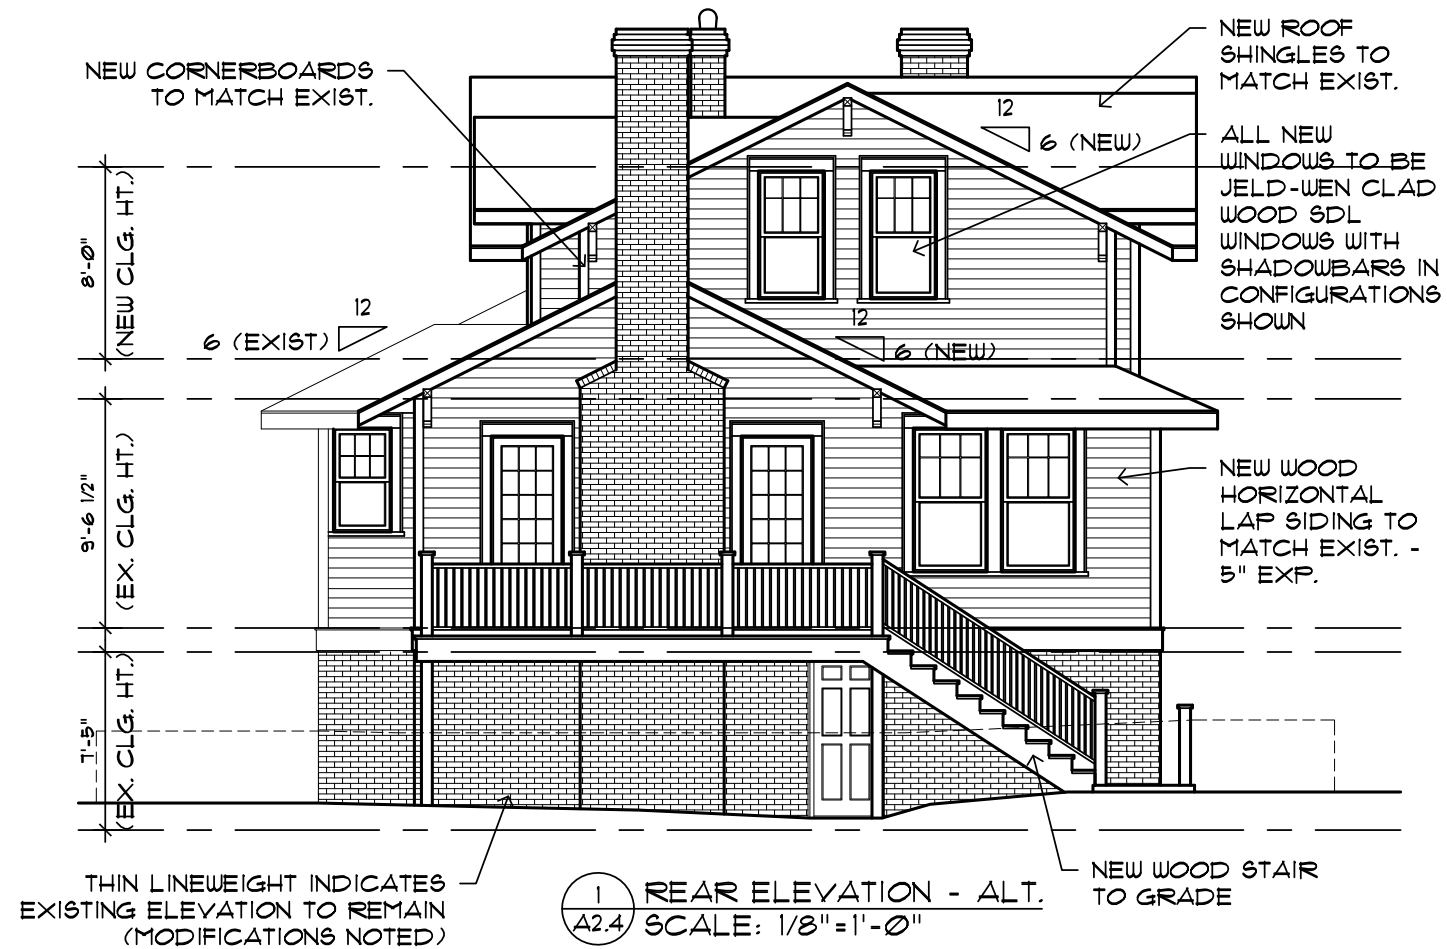 NEW CORNERBOARDS
TO MATCH EXIST.
NEW ROOF
SHINGLES TO
MATCH EXIST.
12
6 (NEW)
ALL NEW
WINDOWS TO BE
JELD-WEN CLAD
WOOD SDL
WINDOWS WITH
SHADOWBARS IN
CONFIGURATIONS
SHOWN
8'-0"
(NEW CLG. HT.)
12
6 (EXIST)
12
6 (NEW)
9'-6 1/2"
(EX. CLG. HT.)
NEW WOOD
HORIZONTAL
LAP SIDING TO
MATCH EXIST. -
5" EXP.
7'-5"
(EX. CLG. HT.)
THIN LINEWEIGHT INDICATES
EXISTING ELEVATION TO REMAIN
(MODIFICATIONS NOTED)
1
A2.4
REAR ELEVATION - ALT.
SCALE: 1/8"=1'-0"
NEW WOOD STAIR
TO GRADE